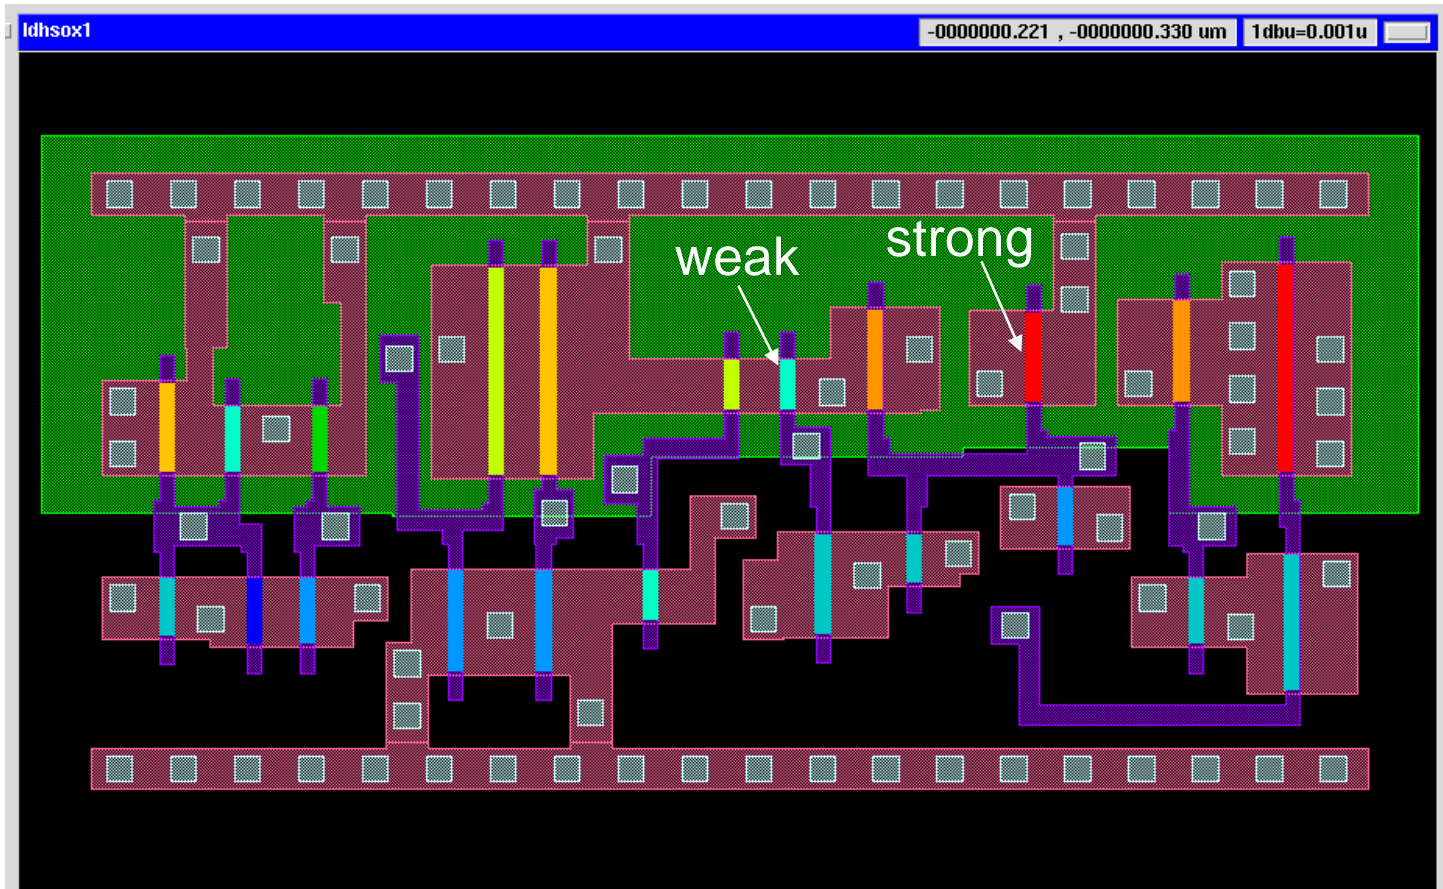 ldhsox1
-0000000.221 , -0000000.330 um
1dbu=0.001u
strong
weak